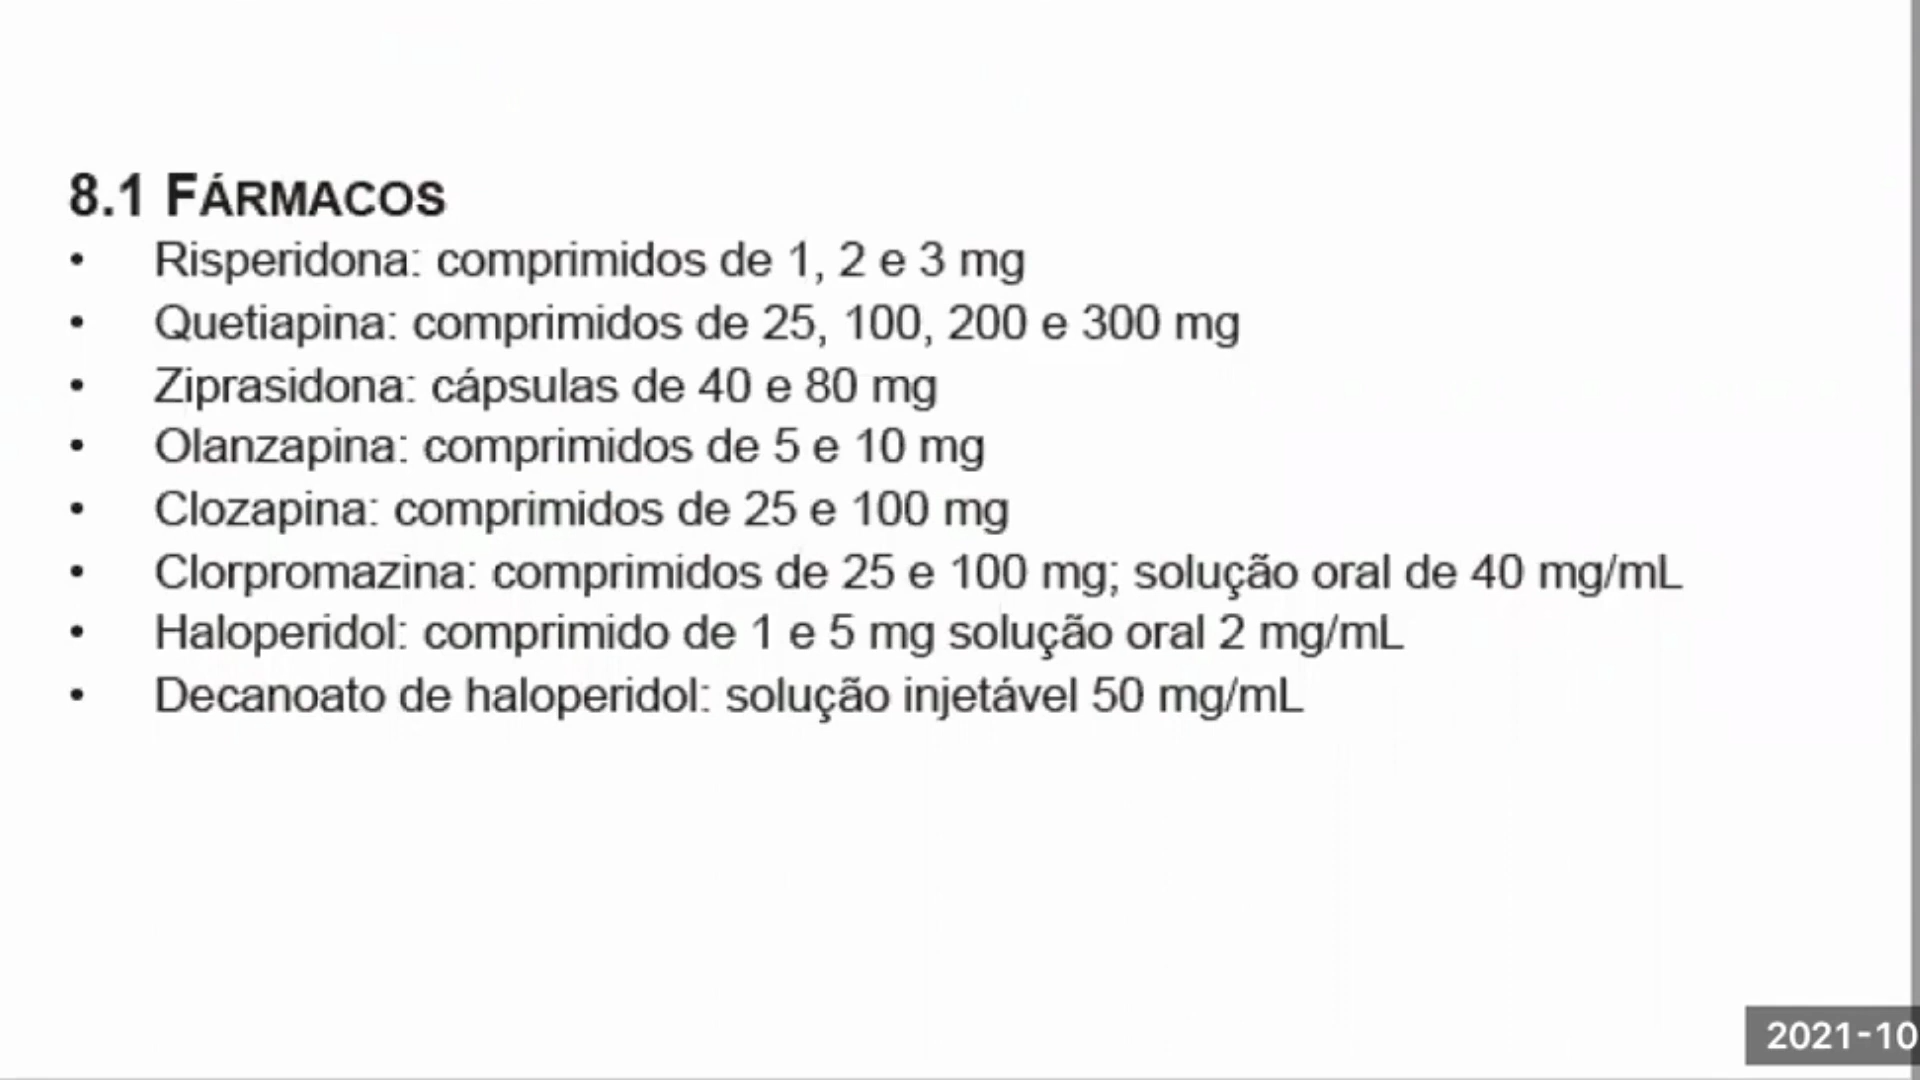 8.1 FÁRMACOS
• Risperidona: comprimidos de 1, 2 e 3 mg
• Quetiapina: comprimidos de 25, 100, 200 e 300 mg
• Ziprasidona: cápsulas de 40 e 80 mg
• Olanzapina: comprimidos de 5 e 10 mg
• Clozapina: comprimidos de 25 e 100 mg
• Clorpromazina: comprimidos de 25 e 100 mg; solução oral de 40 mg/mL
• Haloperidol: comprimido de 1 e 5 mg solução oral 2 mg/mL
• Decanoato de haloperidol: solução injetável 50 mg/mL
2021-10